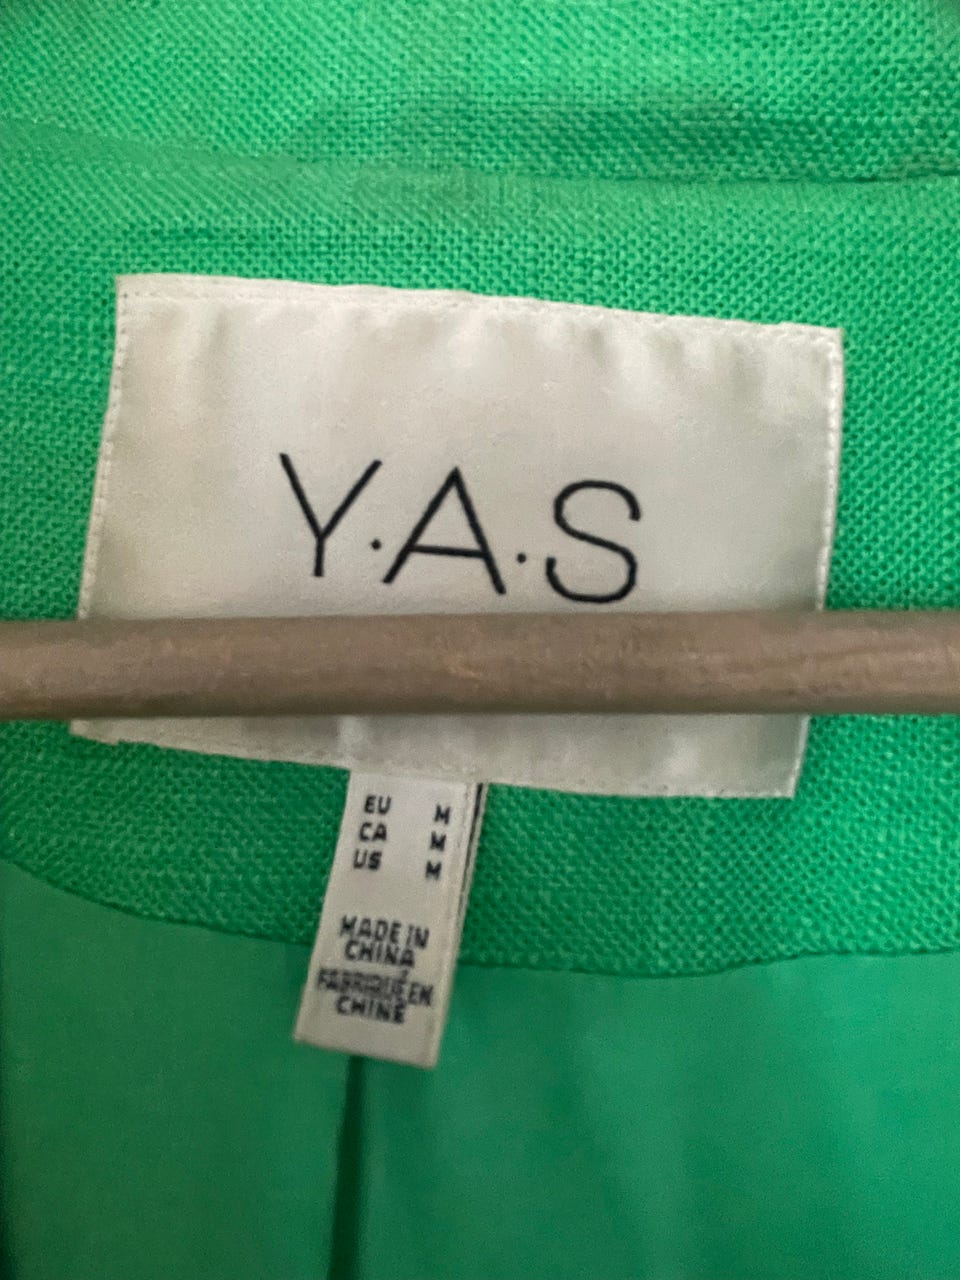 Y.A.S
EU M
CA M
US M
MADE IN
CHINA
FABRIQUÉ EN
CHINE